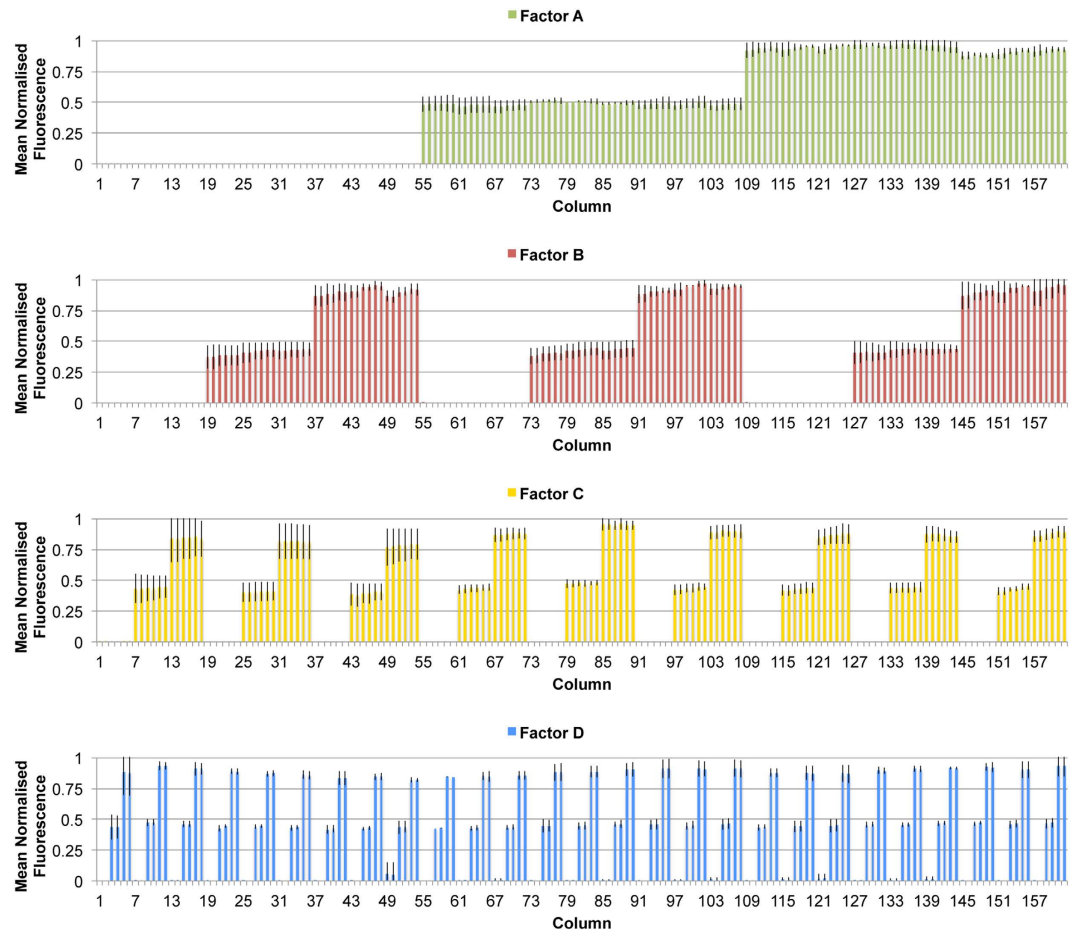 Factor A
Mean Normalised
Fluorescence
1
0.75
0.5
0.25
0
1 7 13 19 25 31 37 43 49 55 61 67 73 79 85 91 97 103 109 115 121 127 133 139 145 151 157
Column
Factor B
Mean Normalised
Fluorescence
1
0.75
0.5
0.25
0
1 7 13 19 25 31 37 43 49 55 61 67 73 79 85 91 97 103 109 115 121 127 133 139 145 151 157
Column
Factor C
Mean Normalised
Fluorescence
1
0.75
0.5
0.25
0
1 7 13 19 25 31 37 43 49 55 61 67 73 79 85 91 97 103 109 115 121 127 133 139 145 151 157
Column
Factor D
Mean Normalised
Fluorescence
1
0.75
0.5
0.25
0
1 7 13 19 25 31 37 43 49 55 61 67 73 79 85 91 97 103 109 115 121 127 133 139 145 151 157
Column